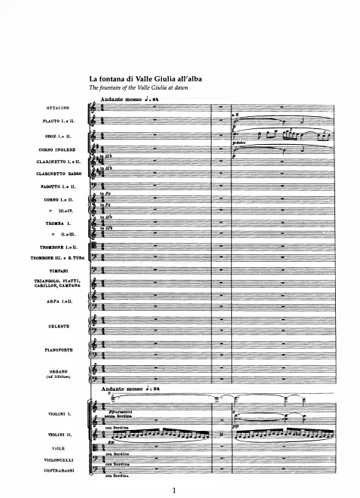 La fontana di Valle Giulia all'alba
The fountain of the Valle Giulia at dawn
Andante mosso ♩=84
OTTAVINO
FLAUTO I. e II.
OBOE I. e II.
CORNO INGLESE
CLARINETTO I. e II.
CLARINETTO BASSO
FAGOTTO I. e II.
CORNO I. e II.
" III. e IV.
TROMBA I.
" II. e III.
TROMBONE I. e II.
TROMBONE III. e B. TUBA
TIMPANI
TRIANGOLO, PIATTI,
CARILLON, CAMPANA
ARPA I. e II.
CELESTE
PIANOFORTE
ORGANO
(ad libitum)
Andante mosso ♩=84
senza Sordina
VIOLINI I.
con Sordina
VIOLINI II.
pp
con Sordina
VIOLE
con Sordina
VIOLONCELLI
con Sordina
CONTRABASSI
1